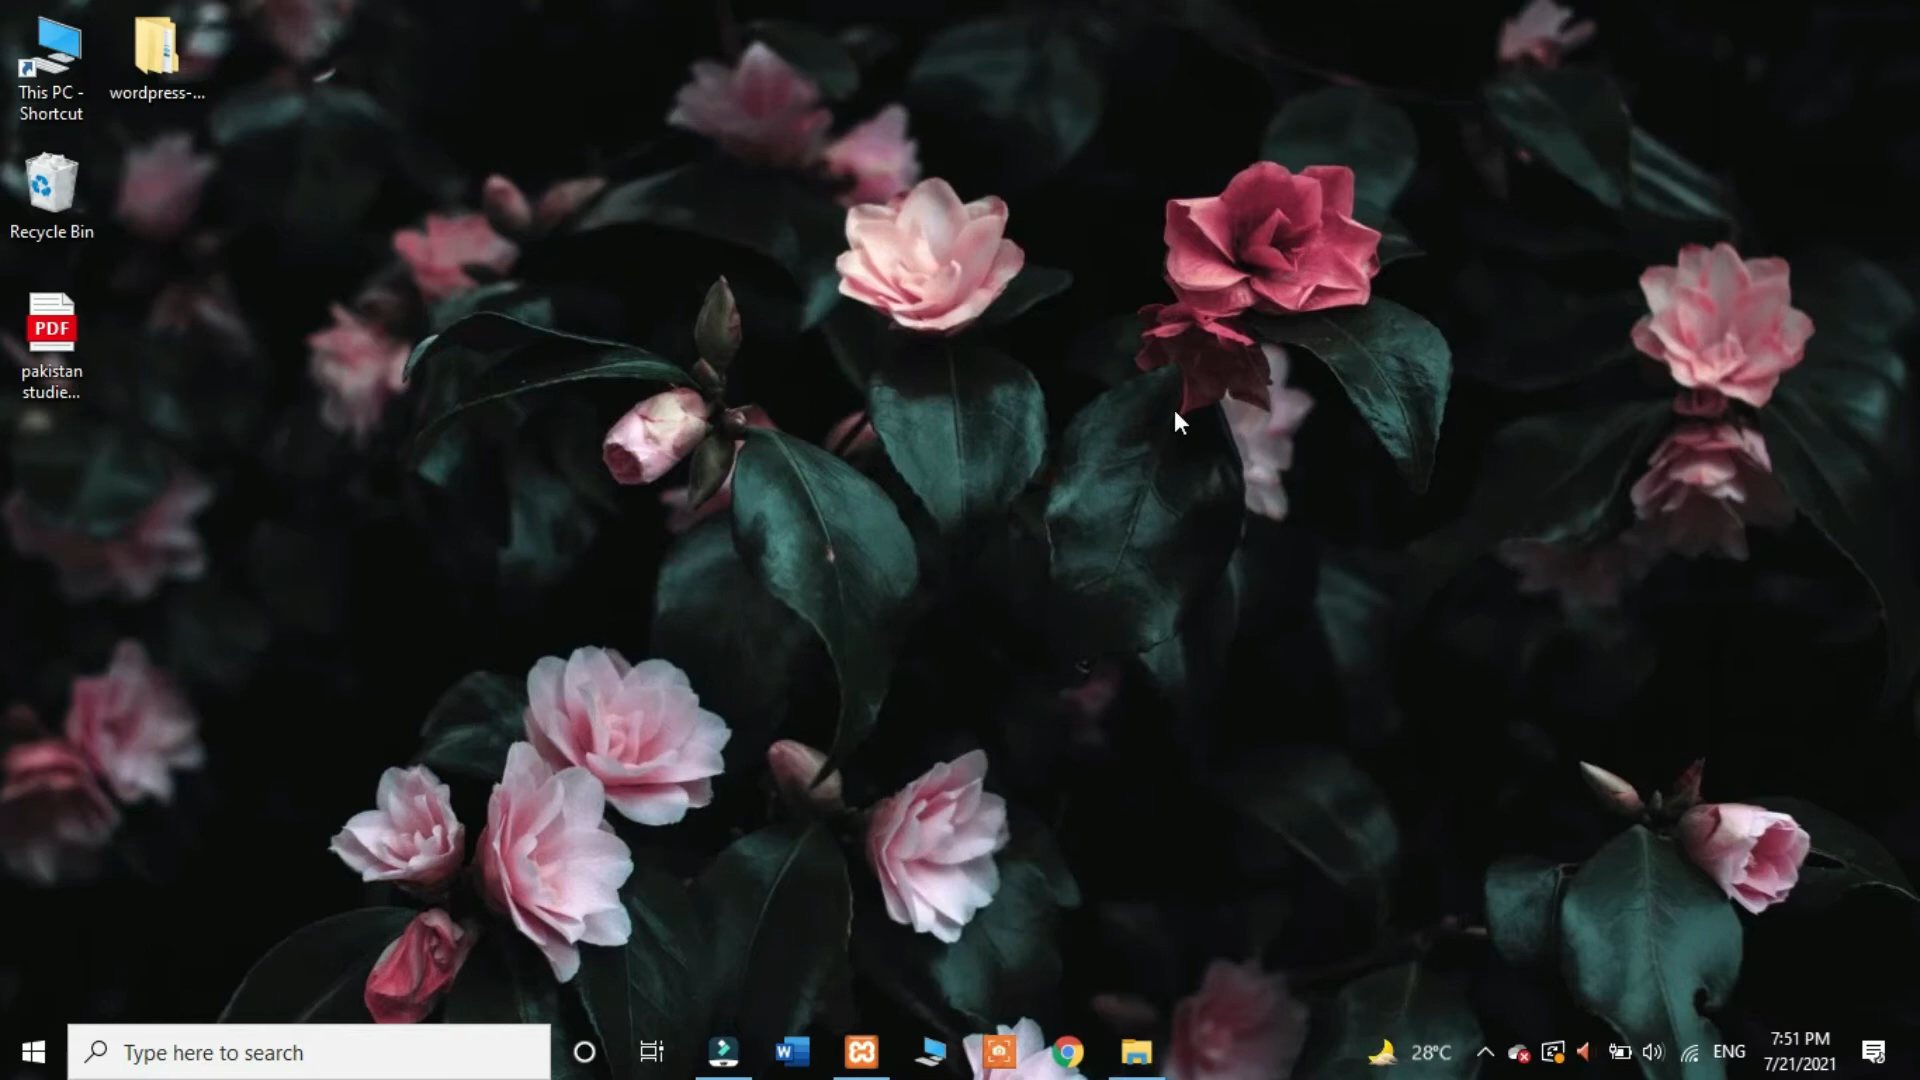 This PC -
Shortcut
wordpress-...
Recycle Bin
PDF
pakistan
studie...
Type here to search
W
28°C
ENG
7:51 PM
7/21/2021